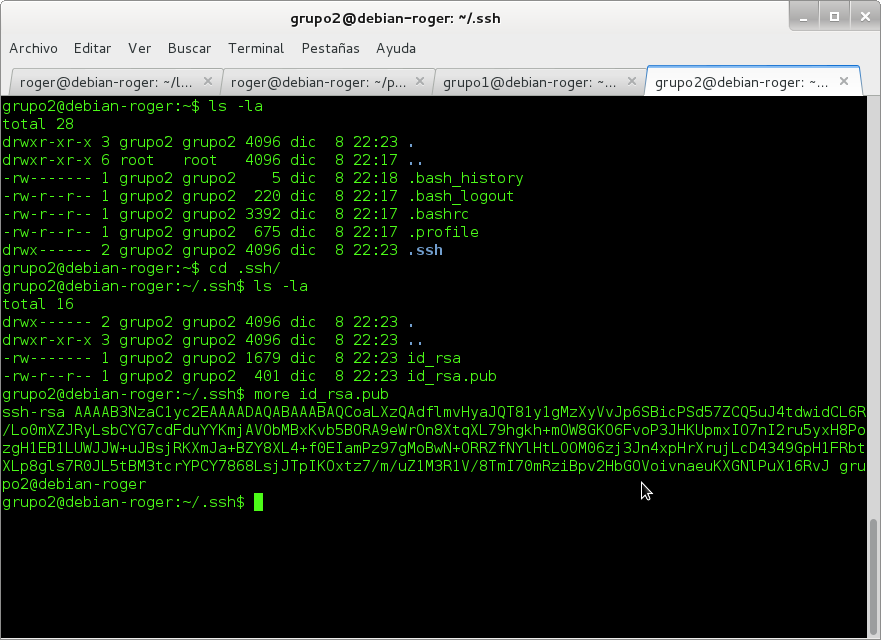 grupo2@debian-roger: ~/.ssh
Archivo Editar Ver Buscar Terminal Pestañas Ayuda
roger@debian-roger: ~/l... roger@debian-roger: ~/p... grupo1@debian-roger: ~... grupo2@debian-roger: ~...
grupo2@debian-roger:~$ ls -la
total 28
drwxr-xr-x 3 grupo2 grupo2 4096 dic  8 22:23 .
drwxr-xr-x 6 root   root   4096 dic  8 22:17 ..
-rw------- 1 grupo2 grupo2    5 dic  8 22:18 .bash_history
-rw-r--r-- 1 grupo2 grupo2  220 dic  8 22:17 .bash_logout
-rw-r--r-- 1 grupo2 grupo2 3392 dic  8 22:17 .bashrc
-rw-r--r-- 1 grupo2 grupo2  675 dic  8 22:17 .profile
drwx------ 2 grupo2 grupo2 4096 dic  8 22:23 .ssh
grupo2@debian-roger:~$ cd .ssh/
grupo2@debian-roger:~/.ssh$ ls -la
total 16
drwx------ 2 grupo2 grupo2 4096 dic  8 22:23 .
drwxr-xr-x 3 grupo2 grupo2 4096 dic  8 22:23 ..
-rw------- 1 grupo2 grupo2 1679 dic  8 22:23 id_rsa
-rw-r--r-- 1 grupo2 grupo2  401 dic  8 22:23 id_rsa.pub
grupo2@debian-roger:~/.ssh$ more id_rsa.pub
ssh-rsa AAAAB3NzaC1yc2EAAAADAQABAAABAQCoaLXzQAdflmvHyaJQT81y1gMzXyVvJp6SBicPSd57ZCQ5uJ4tdwidCL6R
/Lo0mXZJRyLsbCYG7cdFduYYKmjAVObMBxKvb5BORA9eWrOn8XtqXL79hgkh+mOW8GKO6FvoP3JHKUpmxIO7nI2ru5yxH8Po
zgH1EB1LUWJJW+uJBsjRKXmJa+BZY8XL4+f0EIamPz97gMoBwN+ORRZfNYlHtLOOM06zj3Jn4xpHrXrujLcD4349GpH1FRbt
XLp8gls7R0JL5tBM3tcrYPCY7868LsjJTpIKOxtz7/m/uZ1M3R1V/8TmI70mRziBpv2HbGOVoivnaeuKXGNlPuX16RvJ gru
po2@debian-roger
grupo2@debian-roger:~/.ssh$